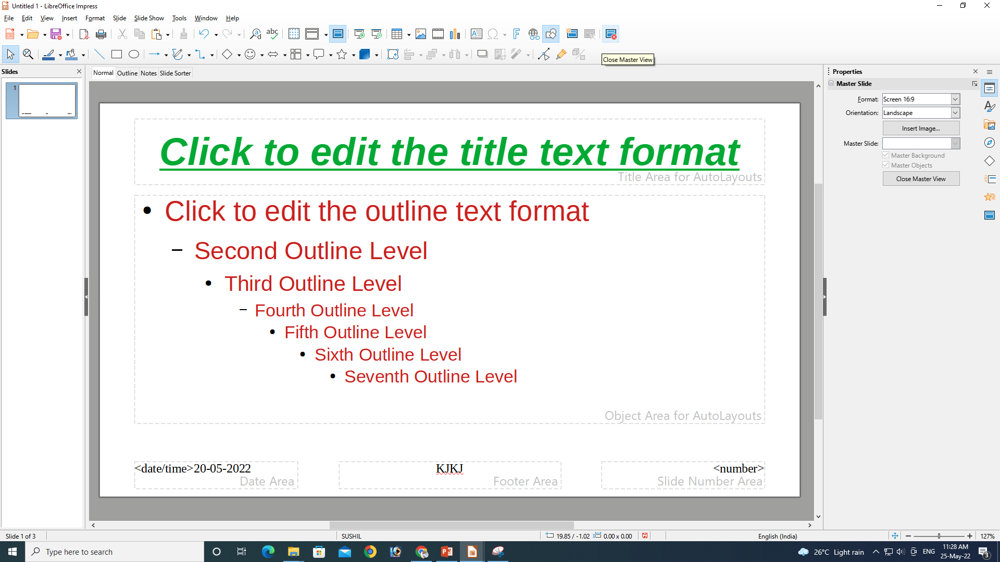 Untitled 1 - LibreOffice Impress
File Edit View Insert Format Slide Slide Show Tools Window Help
Close Master View
Slides
Normal Outline Notes Slide Sorter
Properties
1
Master Slide
Format: Screen 16:9
Orientation: Landscape
Insert Image...
Master Slide:
Master Background
Master Objects
Close Master View
Click to edit the title text format
Title Area for AutoLayouts
• Click to edit the outline text format
– Second Outline Level
• Third Outline Level
– Fourth Outline Level
• Fifth Outline Level
• Sixth Outline Level
• Seventh Outline Level
Object Area for AutoLayouts
<date/time>20-05-2022
Date Area
KJKJ
Footer Area
<number>
Slide Number Area
Slide 1 of 3
SUSHIL
19.85 / -1.02
0.00 x 0.00
English (India)
127%
Type here to search
26°C Light rain
ENG
11:28 AM
25-May-22
3